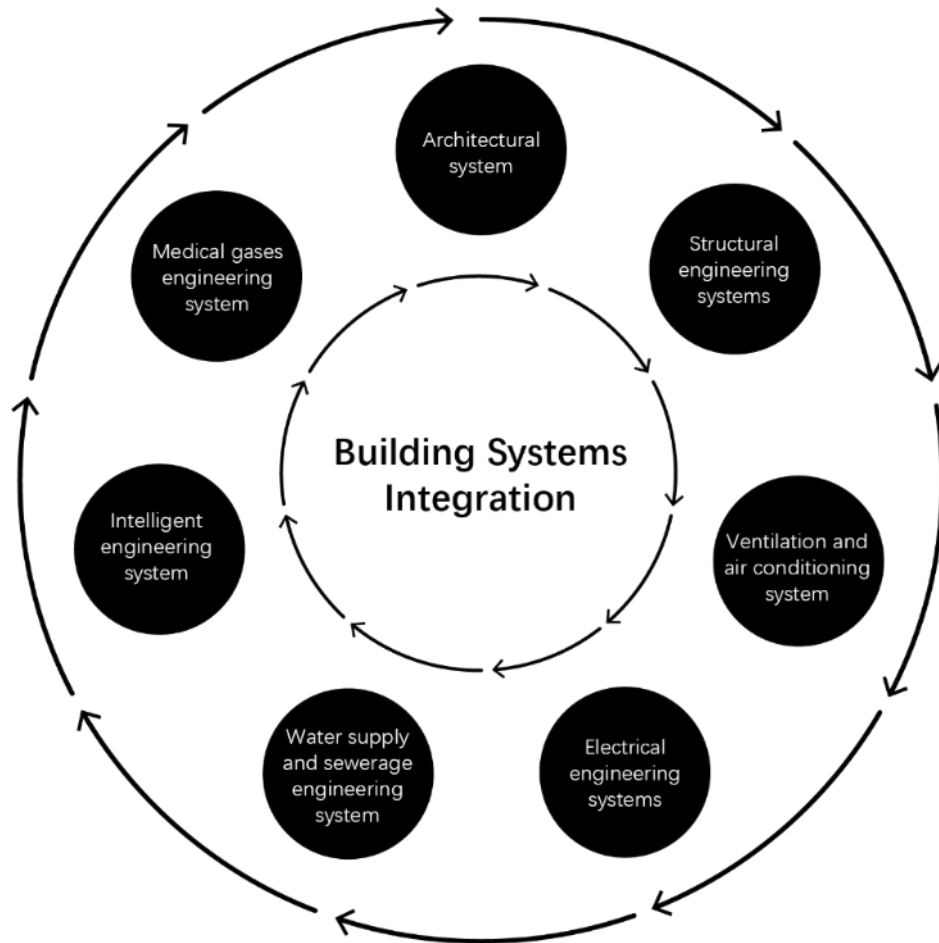 Architectural
system
Structural
engineering
systems
Ventilation and
air conditioning
system
Electrical
engineering
systems
Water supply
and sewerage
engineering
system
Intelligent
engineering
system
Medical gases
engineering
system
Building Systems
Integration